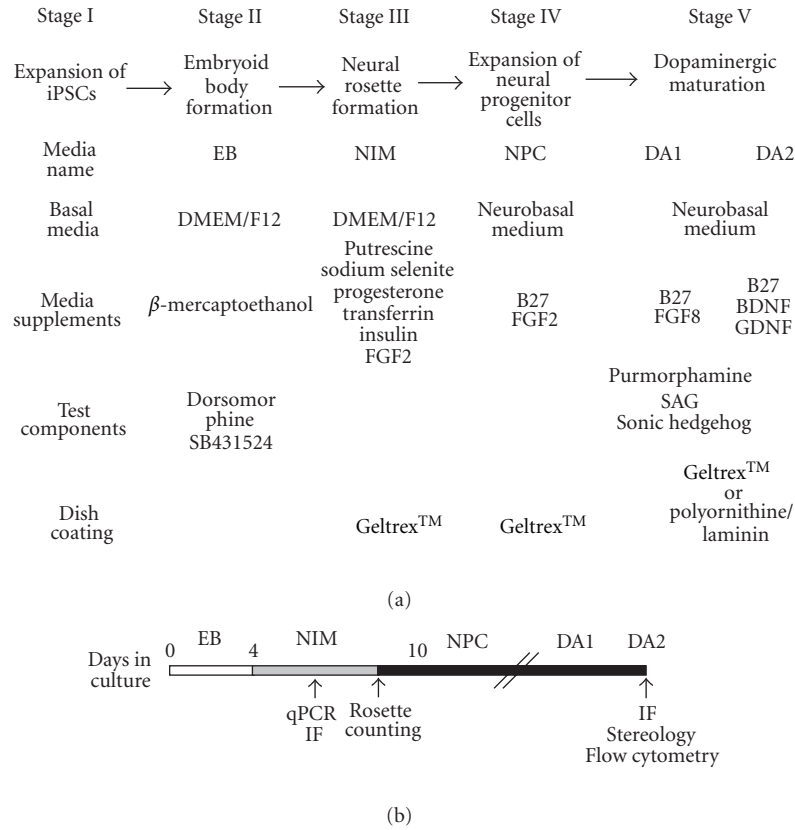 Stage I Stage II Stage III Stage IV Stage V
Expansion of
iPSCs
Embryoid
body
formation
Neural
rosette
formation
Expansion of
neural
progenitor
cells
Dopaminergic
maturation
Media
name
EB NIM NPC DA1 DA2
Basal
media
DMEM/F12
DMEM/F12
Neurobasal
medium
Neurobasal
medium
Media
supplements
β-mercaptoethanol
Putrescine
sodium selenite
progesterone
transferrin
insulin
FGF2
B27
FGF2
B27
FGF8
B27
BDNF
GDNF
Test
components
Dorsomor
phine
SB431524
Purmorphamine
SAG
Sonic hedgehog
Dish
coating
Geltrex™
Geltrex™
Geltrex™
or
polyornithine/
laminin
(a)
Days in
culture
0 EB 4 NIM 10 NPC DA1 DA2
qPCR
IF
Rosette
counting
IF
Stereology
Flow cytometry
(b)